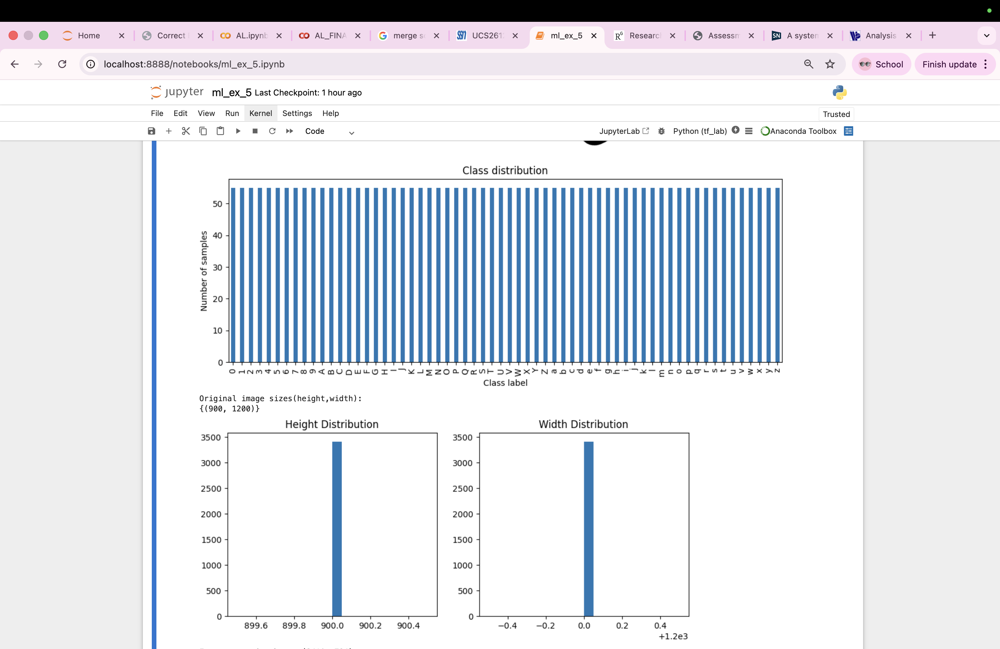 Home
Correct
AL.ipynb
AL_FINA
merge s
UCS261
ml_ex_5
Researc
Assessm
SN A system
Analysis
localhost:8888/notebooks/ml_ex_5.ipynb
School
Finish update
jupyter ml_ex_5 Last Checkpoint: 1 hour ago
File Edit View Run Kernel Settings Help
Trusted
Code
JupyterLab
Python (tf_lab)
Anaconda Toolbox
Class distribution
50
40
30
20
10
0
Number of samples
0 1 2 3 4 5 6 7 8 9 A B C D E F G H I J K L M N O P Q R S T U V W X Y Z a b c d e f g h i j k l m n o p q r s t u v w x y z
Class label
Original image sizes(height,width):
{(900, 1200)}
Height Distribution
3500
3000
2500
2000
1500
1000
500
0
899.6 899.8 900.0 900.2 900.4
Width Distribution
3500
3000
2500
2000
1500
1000
500
0
−0.4 −0.2 0.0 0.2 0.4
+1.2e3